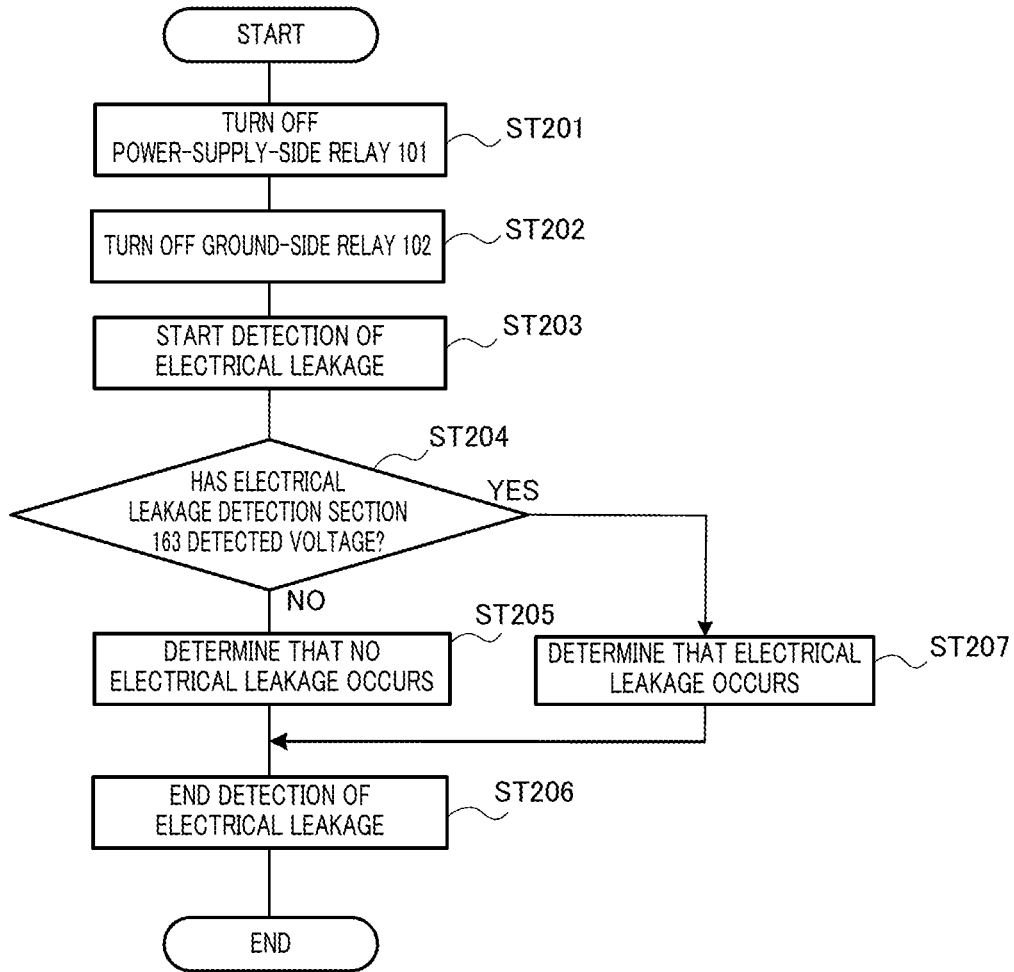 START
TURN OFF
POWER-SUPPLY-SIDE RELAY 101
ST201
TURN OFF GROUND-SIDE RELAY 102
ST202
START DETECTION OF
ELECTRICAL LEAKAGE
ST203
ST204
HAS ELECTRICAL
LEAKAGE DETECTION SECTION
163 DETECTED VOLTAGE?
YES
NO
ST205
DETERMINE THAT NO
ELECTRICAL LEAKAGE OCCURS
DETERMINE THAT ELECTRICAL
LEAKAGE OCCURS
ST207
END DETECTION OF
ELECTRICAL LEAKAGE
ST206
END